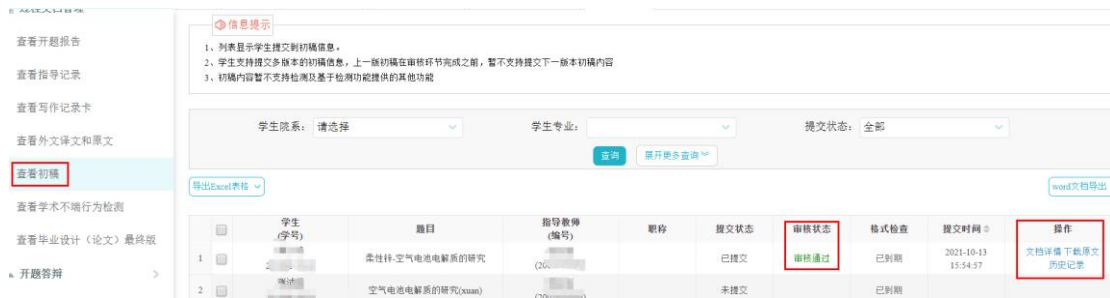 过程文档管理
查看开题报告
查看指导记录
查看写作记录卡
查看外文译文和原文
查看初稿
查看学术不端行为检测
查看毕业设计（论文）最终版
开题答辩
信息提示
1、列表显示学生提交到初稿信息。
2、学生支持提交多版本的初稿信息，上一版初稿在审核环节完成之前，暂不支持提交下一版本初稿内容
3、初稿内容暂不支持检测及基于检测功能提供的其他功能
学生院系： 请选择 学生专业： 提交状态： 全部
查询 展开更多查询
导出Excel表格 word文档导出
学生 (学号) 题目 指导教师 (编号) 职称 提交状态 审核状态 格式检查 提交时间 操作
1 柔性锌-空气电池电解质的研究 (20 已提交 审核通过 已到期 2021-10-13 15:54:57 文档详情 下载原文 历史记录
2 空气电池电解质的研究(xuan) (20 未提交 已到期